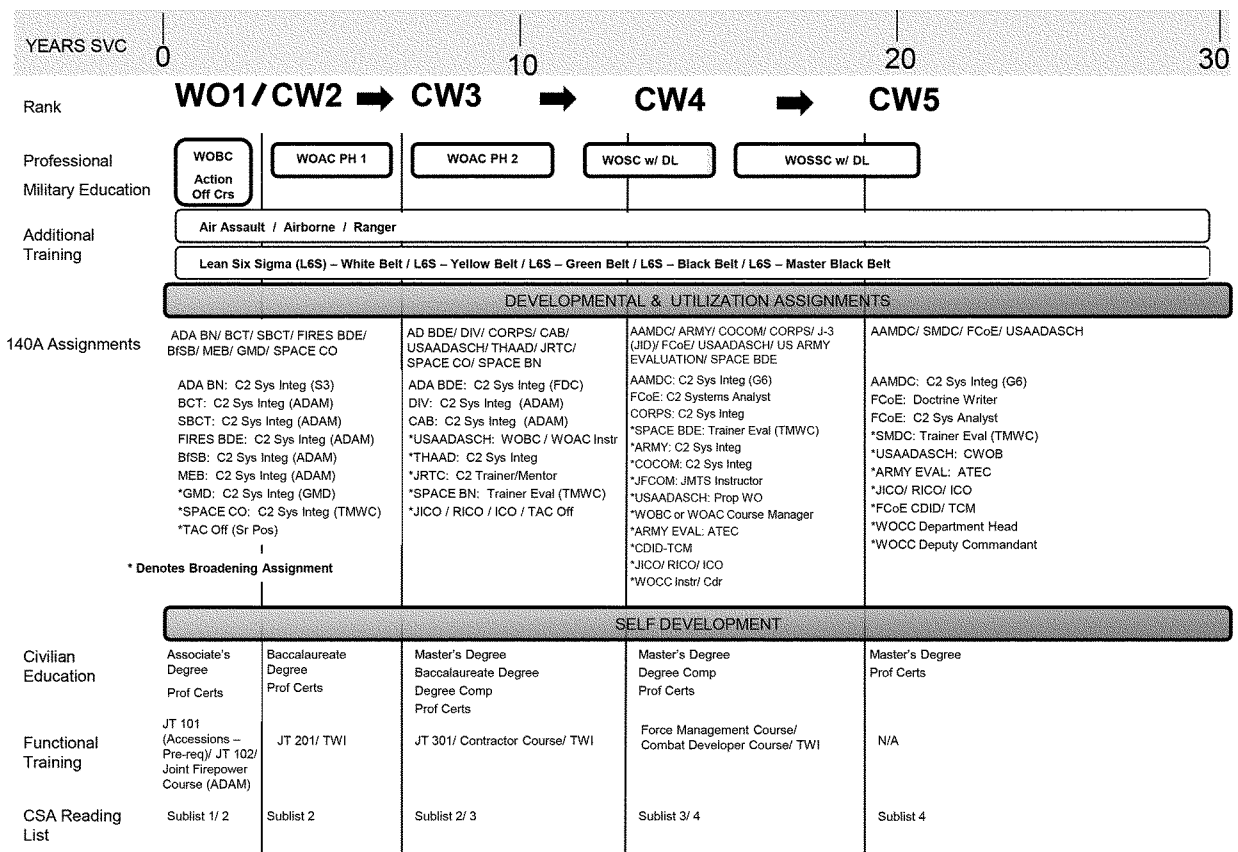 YEARS SVC
0
10
20
30
Rank
WO1/CW2
CW3
CW4
CW5
Professional
Military Education
WOBC
Action
Off Crs
WOAC PH 1
WOAC PH 2
WOSC w/ DL
WOSSC w/ DL
Additional
Training
Air Assault / Airborne / Ranger
Lean Six Sigma (L6S) – White Belt / L6S – Yellow Belt / L6S – Green Belt / L6S – Black Belt / L6S – Master Black Belt
DEVELOPMENTAL & UTILIZATION ASSIGNMENTS
140A Assignments
ADA BN/ BCT/ SBCT/ FIRES BDE/
BfSB/ MEB/ GMD/ SPACE CO
ADA BN: C2 Sys Integ (S3)
BCT: C2 Sys Integ (ADAM)
SBCT: C2 Sys Integ (ADAM)
FIRES BDE: C2 Sys Integ (ADAM)
BfSB: C2 Sys Integ (ADAM)
MEB: C2 Sys Integ (ADAM)
*GMD: C2 Sys Integ (GMD)
*SPACE CO: C2 Sys Integ (TMWC)
*TAC Off (Sr Pos)
* Denotes Broadening Assignment
AD BDE/ DIV/ CORPS/ CAB/
USAADASCH/ THAAD/ JRTC/
SPACE CO/ SPACE BN
ADA BDE: C2 Sys Integ (FDC)
DIV: C2 Sys Integ (ADAM)
CAB: C2 Sys Integ (ADAM)
*USAADASCH: WOBC / WOAC Instr
*THAAD: C2 Sys Integ
*JRTC: C2 Trainer/Mentor
*SPACE BN: Trainer Eval (TMWC)
*JICO / RICO / ICO / TAC Off
AAMDC/ ARMY/ COCOM/ CORPS/ J-3
(JID)/ FCoE/ USAADASCH/ US ARMY
EVALUATION/ SPACE BDE
AAMDC: C2 Sys Integ (G6)
FCoE: C2 Systems Analyst
CORPS: C2 Sys Integ
*SPACE BDE: Trainer Eval (TMWC)
*ARMY: C2 Sys Integ
*COCOM: C2 Sys Integ
*JFCOM: JMTS Instructor
*USAADASCH: Prop WO
*WOBC or WOAC Course Manager
*ARMY EVAL: ATEC
*CDID-TCM
*JICO/ RICO/ ICO
*WOCC Instr/ Cdr
AAMDC/ SMDC/ FCoE/ USAADASCH
AAMDC: C2 Sys Integ (G6)
FCoE: Doctrine Writer
FCoE: C2 Sys Analyst
*SMDC: Trainer Eval (TMWC)
*USAADASCH: CWOB
*ARMY EVAL: ATEC
*JICO/ RICO/ ICO
*FCoE CDID/ TCM
*WOCC Department Head
*WOCC Deputy Commandant
SELF DEVELOPMENT
Civilian
Education
Associate's
Degree
Prof Certs
Baccalaureate
Degree
Prof Certs
Master's Degree
Baccalaureate Degree
Degree Comp
Prof Certs
Master's Degree
Degree Comp
Prof Certs
Master's Degree
Prof Certs
Functional
Training
JT 101
(Accessions –
Pre-req)/ JT 102/
Joint Firepower
Course (ADAM)
JT 201/ TWI
JT 301/ Contractor Course/ TWI
Force Management Course/
Combat Developer Course/ TWI
N/A
CSA Reading
List
Sublist 1/ 2
Sublist 2
Sublist 2/ 3
Sublist 3/ 4
Sublist 4